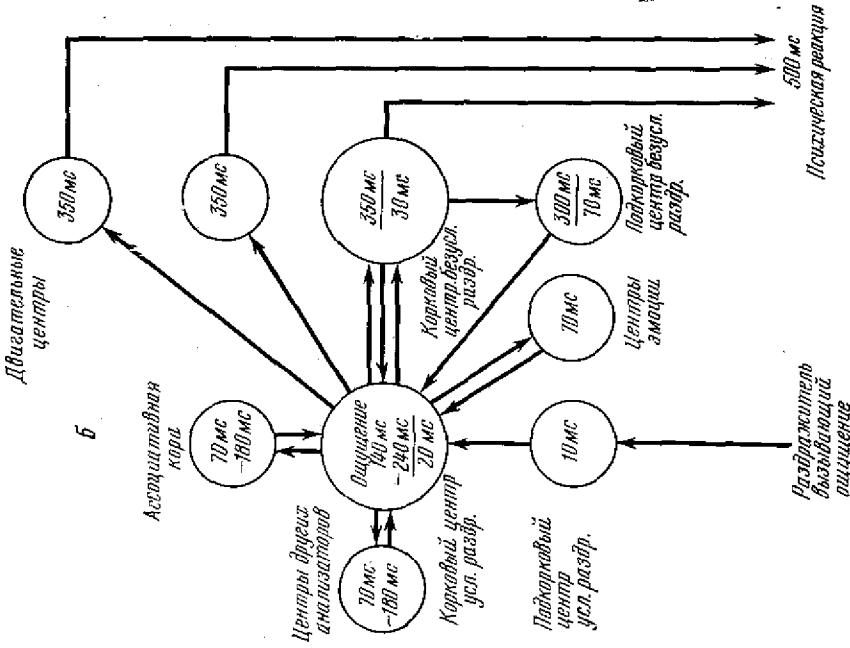 Б
Двигательные
центры
350 мс
350 мс
Ассоциативная
кора
70 мс
-180 мс
Центры других
анализаторов
70 мс-
-180 мс
Ощущение
140 мс
-240 мс
20 мс
Корковый центр
усл. раздр.
350 мс
30 мс
Корковый
центр безусл.
раздр.
300 мс
70 мс
Подкорковый
центр безусл.
раздр.
70 мс
Центры
эмоции
10 мс
Подкорковый
центр
усл. раздр.
Раздражитель
вызывающий
ощущение
500 мс
Психическая реакция